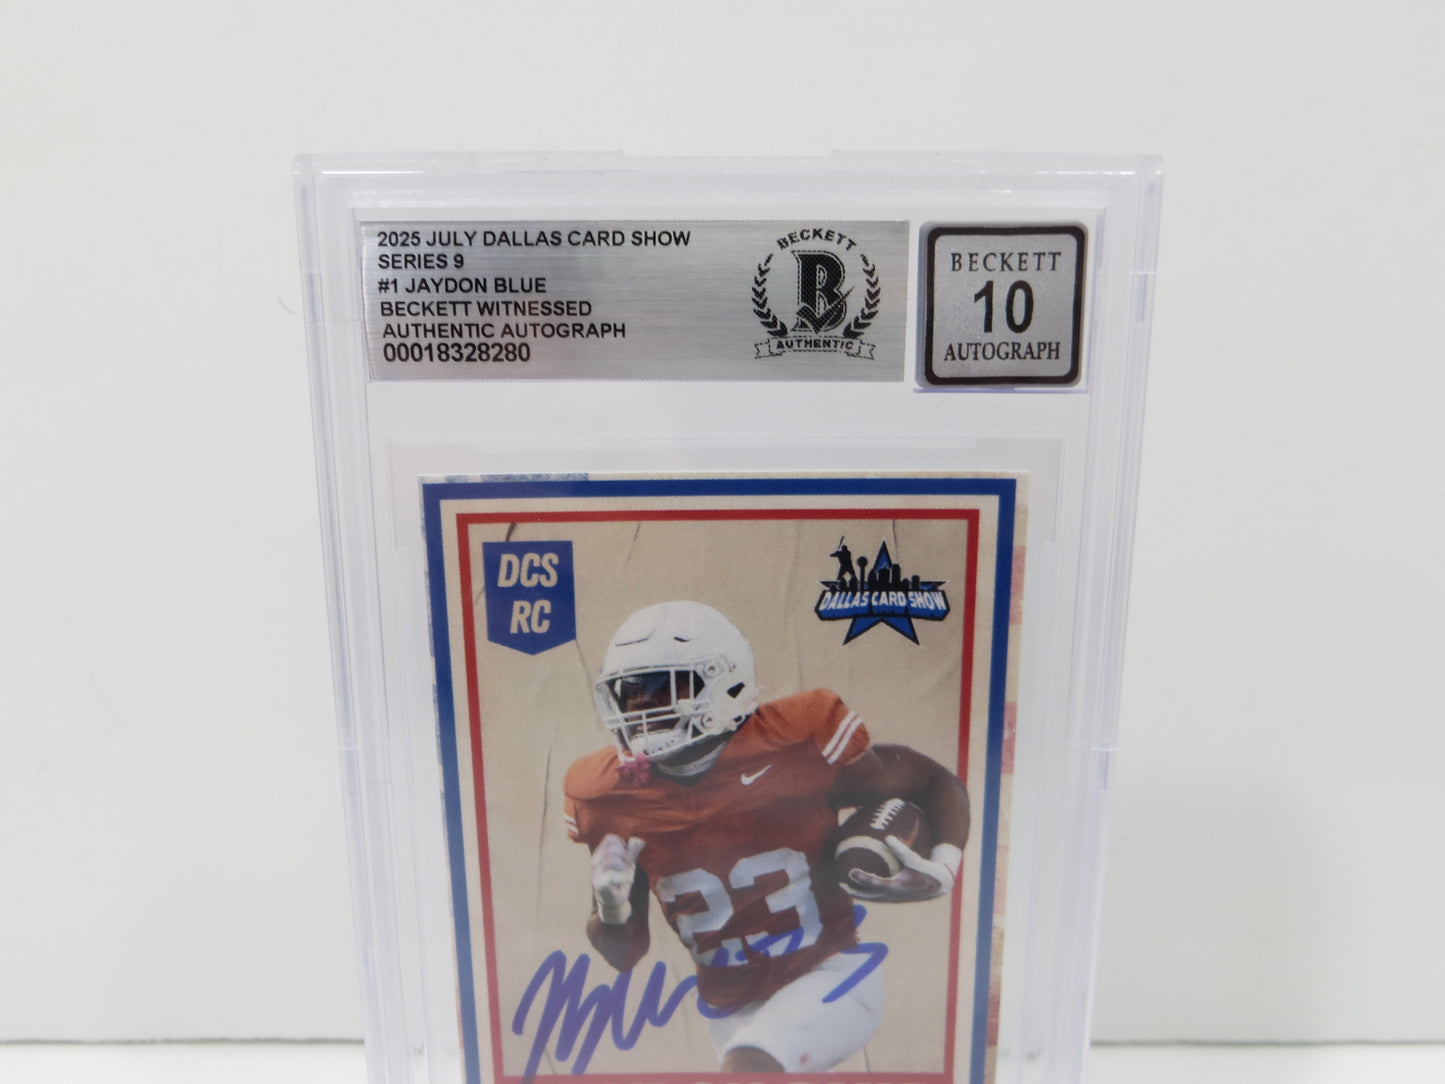 2025 JULY DALLAS CARD SHOW
SERIES 9
#1 JAYDON BLUE
BECKETT WITNESSED
AUTHENTIC AUTOGRAPH
00018328280
BECKETT
B
AUTHENTIC
BECKETT
10
AUTOGRAPH
DCS
RC
DALLAS CARD SHOW
23